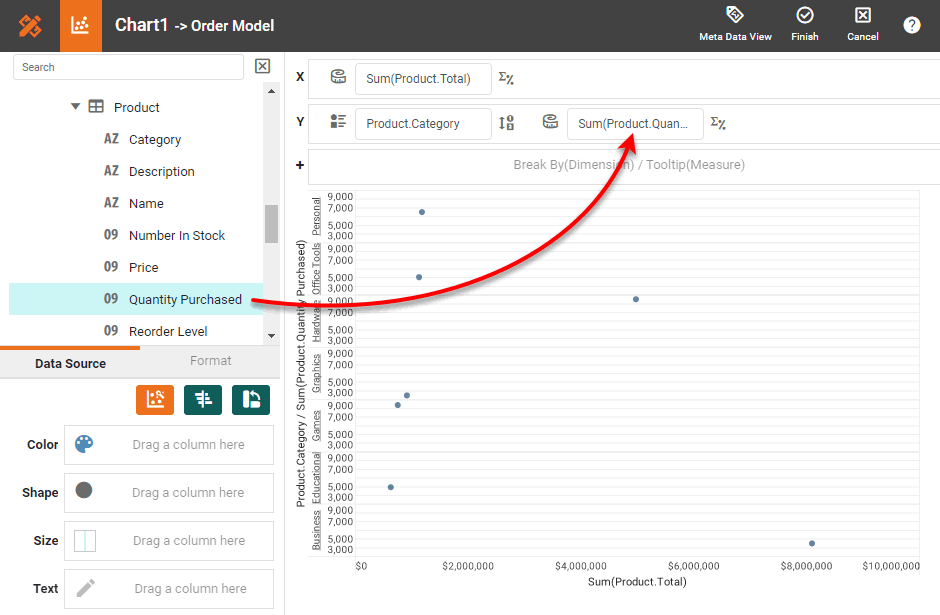 Chart1 -> Order Model
Meta Data View
Finish
Cancel
?
Search
Product
AZ Category
AZ Description
AZ Name
09 Number In Stock
09 Price
09 Quantity Purchased
09 Reorder Level
Data Source
Format
Color Drag a column here
Shape Drag a column here
Size Drag a column here
Text Drag a column here
X Sum(Product.Total)
Y Product.Category Sum(Product.Quan...
+ Break By(Dimension) / Tooltip(Measure)
Product.Category / Sum(Product.Quantity Purchased)
Personal
9,000
7,000
5,000
3,000
Office Tools
9,000
7,000
5,000
3,000
Hardware
9,000
7,000
5,000
3,000
Graphics
9,000
7,000
5,000
3,000
Games
9,000
7,000
5,000
3,000
Educational
9,000
7,000
5,000
3,000
Business
9,000
7,000
5,000
3,000
$0 $2,000,000 $4,000,000 $6,000,000 $8,000,000 $10,000,000
Sum(Product.Total)